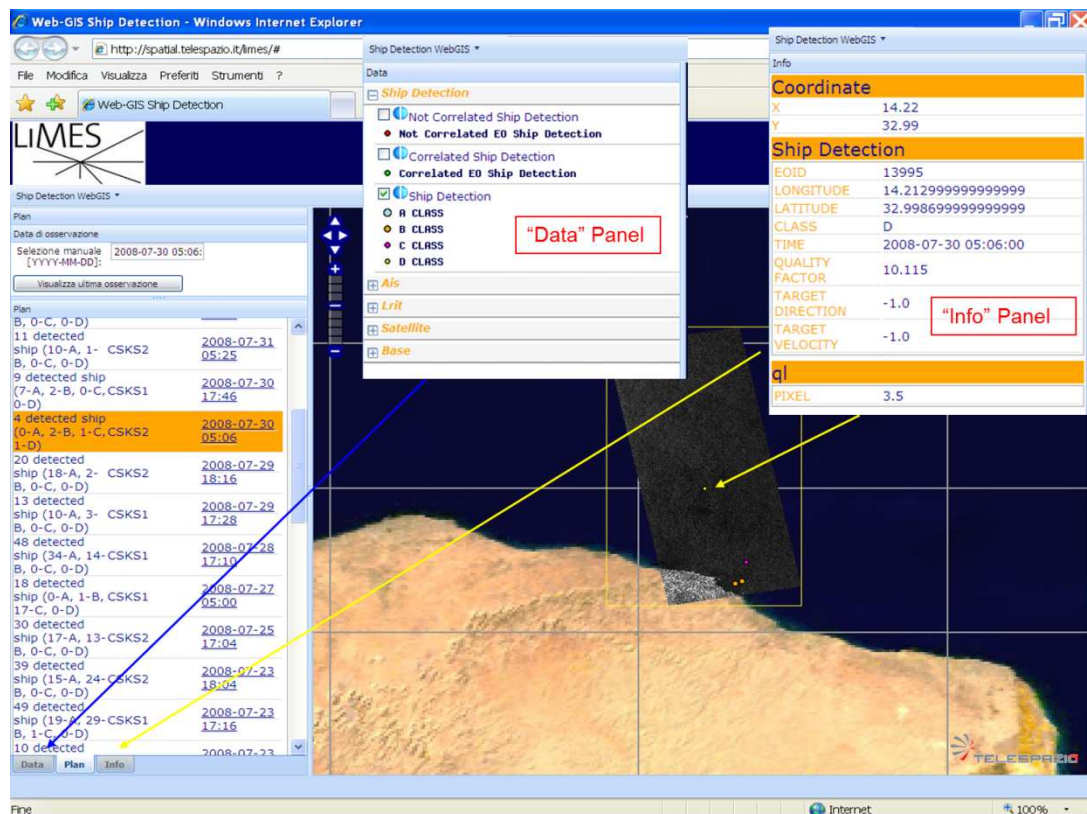 Web-GIS Ship Detection - Windows Internet Explorer
http://spatial.telespazio.it/limes/#
File Modifica Visualizza Preferiti Strumenti ?
Web-GIS Ship Detection
LiMES
Ship Detection WebGIS
Plan
Data di osservazione
Selezione manuale
[YYYY-MM-DD]:
2008-07-30 05:06:
Visualizza ultima osservazione
Plan
B, 0-C, 0-D)
11 detected
ship (10-A, 1- CSKS2 2008-07-31
B, 0-C, 0-D) 05:25
9 detected ship
(7-A, 2-B, 0-C, CSKS1 2008-07-30
0-D) 17:46
4 detected ship
(0-A, 2-B, 1-C, CSKS2 2008-07-30
1-D) 05:06
20 detected
ship (18-A, 2- CSKS2 2008-07-29
B, 0-C, 0-D) 18:16
13 detected
ship (10-A, 3- CSKS1 2008-07-29
B, 0-C, 0-D) 17:28
48 detected
ship (34-A, 14- CSKS1 2008-07-28
B, 0-C, 0-D) 17:10
18 detected
ship (0-A, 1-B, CSKS1 2008-07-27
17-C, 0-D) 05:00
30 detected
ship (17-A, 13- CSKS2 2008-07-25
B, 0-C, 0-D) 17:04
39 detected
ship (15-A, 24- CSKS2 2008-07-23
B, 0-C, 0-D) 18:04
49 detected
ship (19-A, 29- CSKS1 2008-07-23
B, 1-C, 0-D) 17:16
10 detected 2008-07-23
Data Plan Info
Ship Detection WebGIS
Data
Ship Detection
Not Correlated Ship Detection
Not Correlated EO Ship Detection
Correlated Ship Detection
Correlated EO Ship Detection
Ship Detection
A CLASS
B CLASS
C CLASS
D CLASS
"Data" Panel
Ais
Lrit
Satellite
Base
Ship Detection WebGIS
Info
Coordinate
X 14.22
Y 32.99
Ship Detection
EOID 13995
LONGITUDE 14.212999999999999
LATITUDE 32.998699999999999
CLASS D
TIME 2008-07-30 05:06:00
QUALITY
FACTOR 10.115
TARGET
DIRECTION -1.0
TARGET
VELOCITY -1.0
"Info" Panel
ql
PIXEL 3.5
TELESPAZIO
Fine
Internet
100%